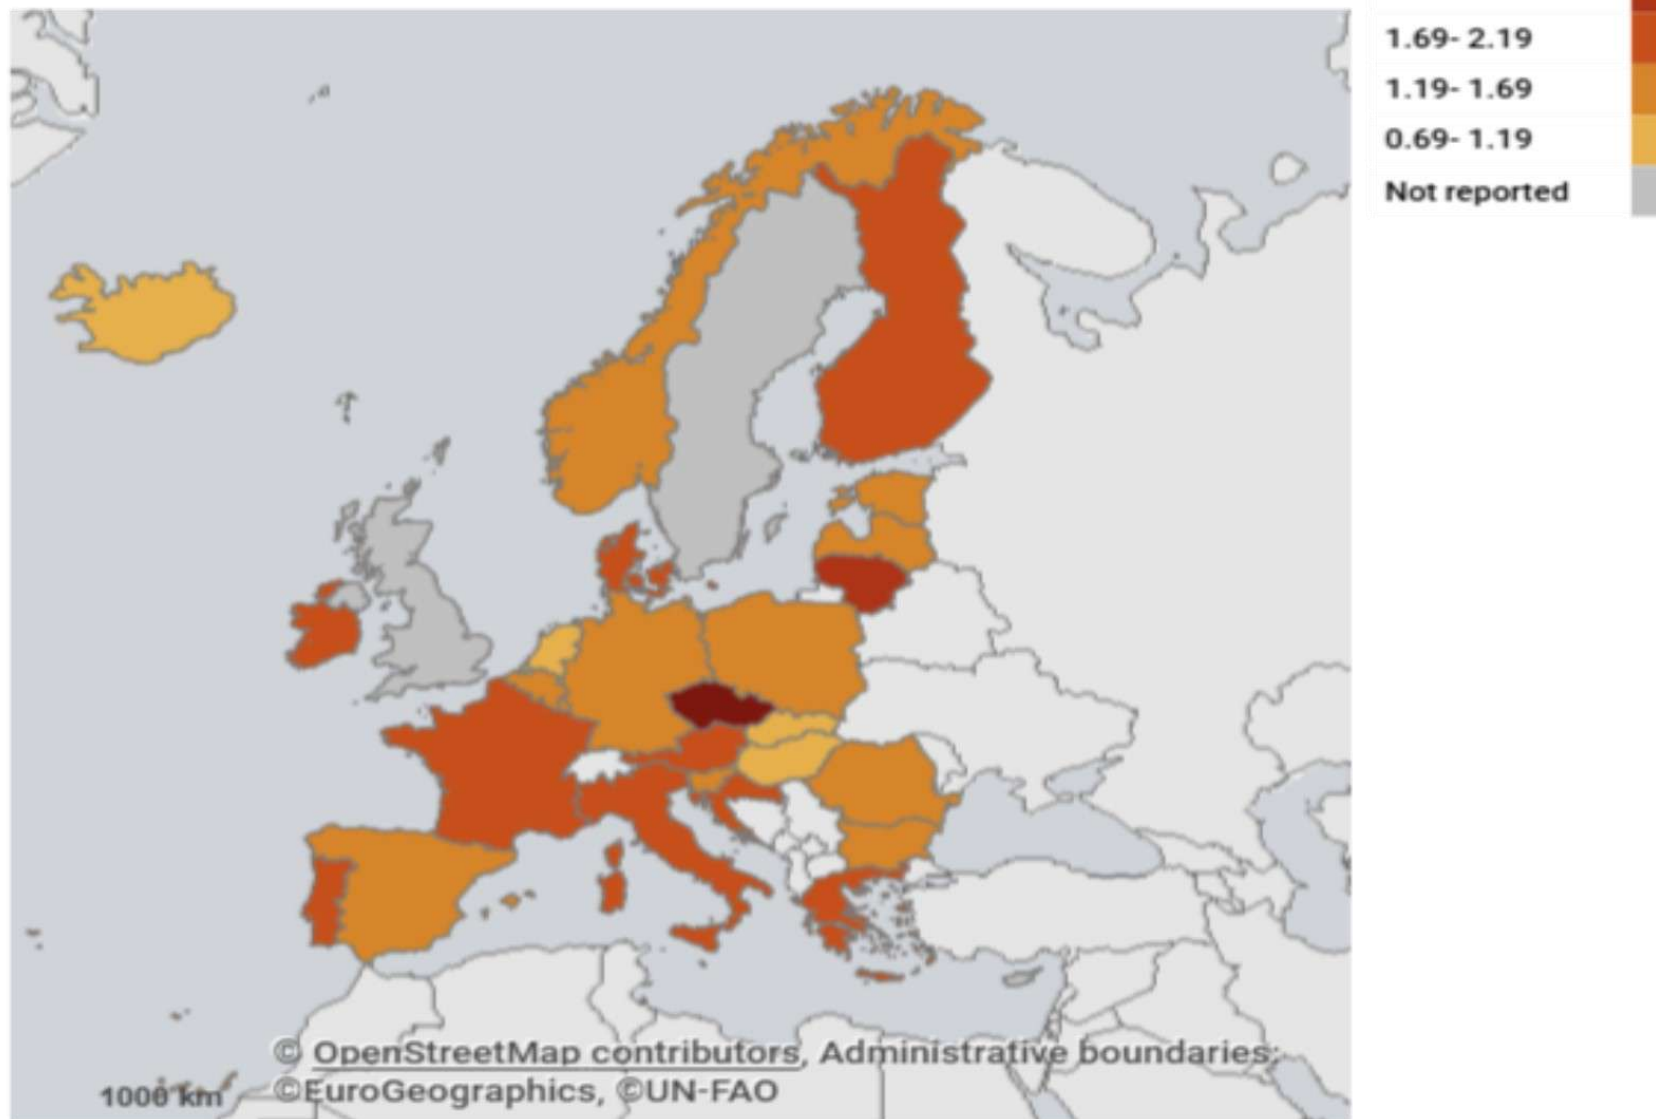 1.69- 2.19
1.19- 1.69
0.69- 1.19
Not reported
© OpenStreetMap contributors, Administrative boundaries:
1000 km
©EuroGeographics, ©UN-FAO